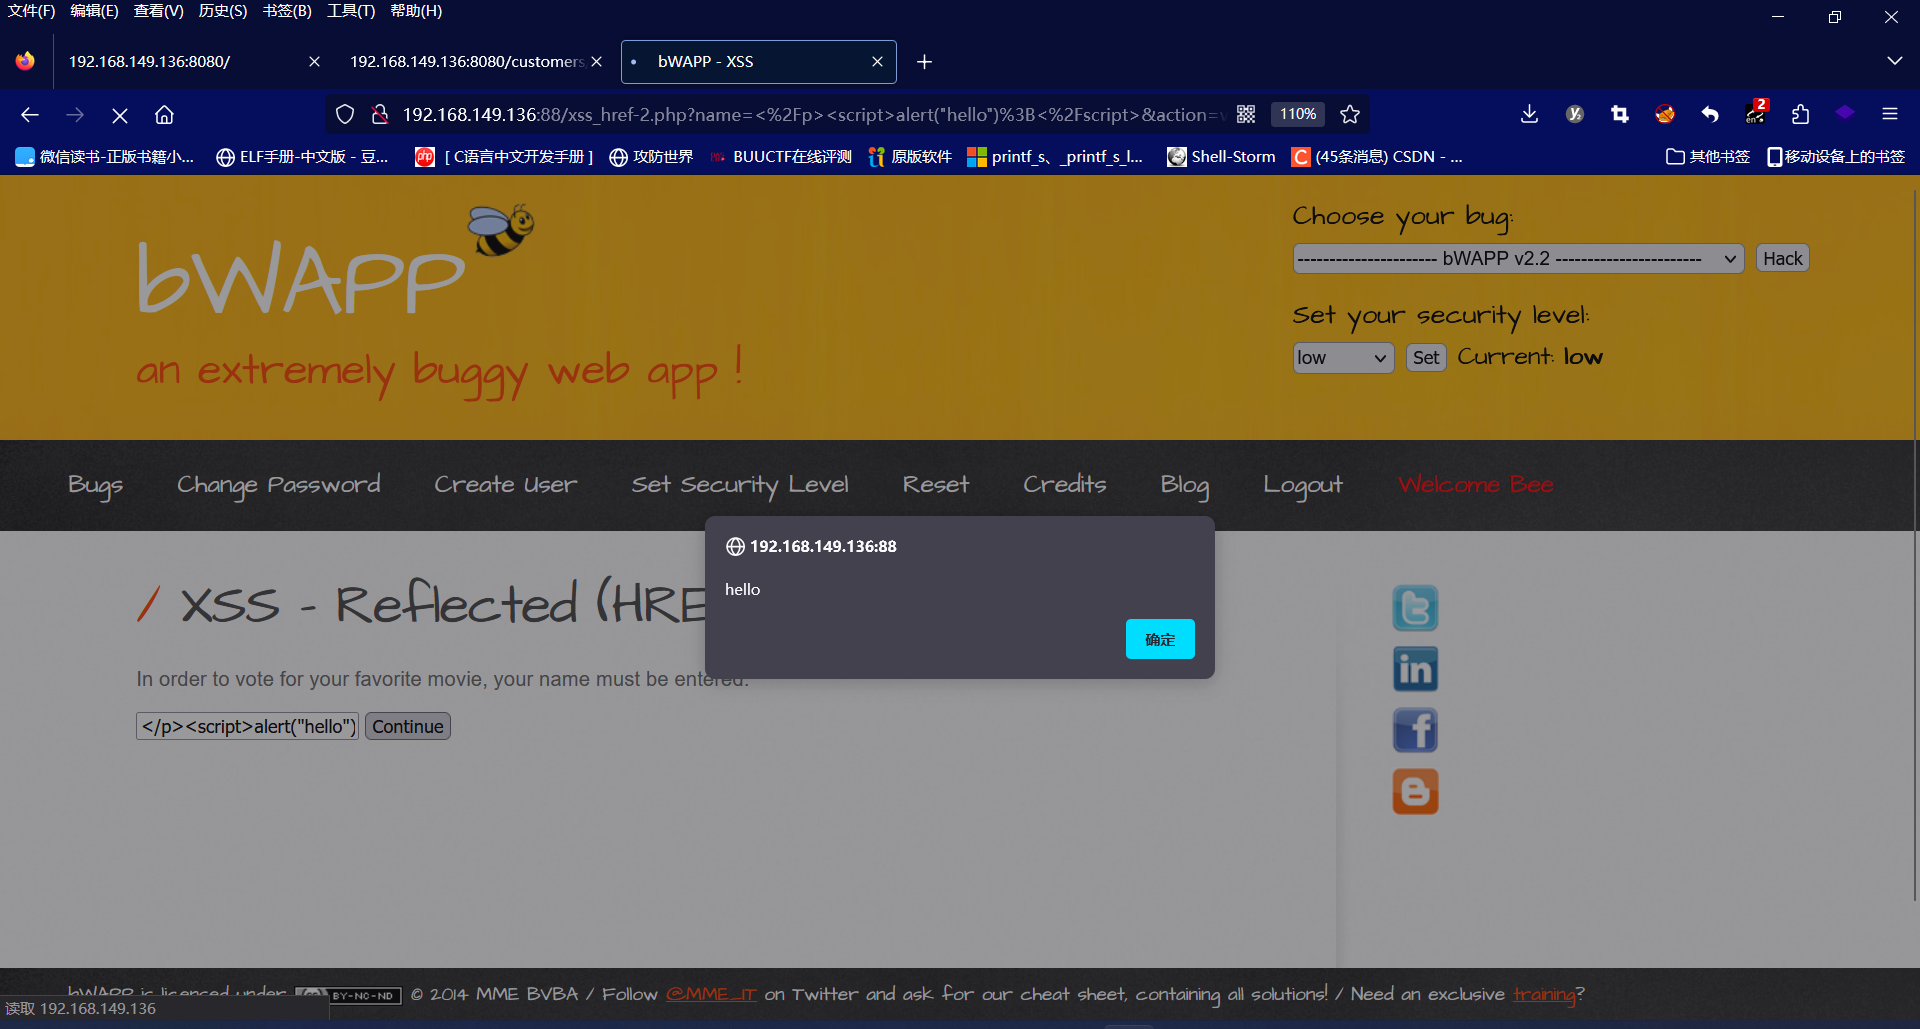 文件(F) 编辑(E) 查看(V) 历史(S) 书签(B) 工具(T) 帮助(H)
192.168.149.136:8080/ 192.168.149.136:8080/customers bWAPP - XSS
192.168.149.136:88/xss_href-2.php?name=<%2Fp><script>alert("hello")%3B<%2Fscript>&action=v 110% 2
微信读书-正版书籍小... ELF手册-中文版 - 豆... php [ C语言中文开发手册 ] 攻防世界 BUUCTF在线评测 原版软件 printf_s、_printf_s_l... Shell-Storm C (45条消息) CSDN - ... 其他书签 移动设备上的书签
bWAPP
an extremely buggy web app !
Choose your bug:
---------------------- bWAPP v2.2 ----------------------- Hack
Set your security level:
low Set Current: low
Bugs Change Password Create User Set Security Level Reset Credits Blog Logout Welcome Bee
192.168.149.136:88
hello
确定
/ XSS - Reflected (HRE
In order to vote for your favorite movie, your name must be entered.
</p><script>alert("hello") Continue
bWAPP is licensed under BY-NC-ND © 2014 MME BVBA / Follow @MME_IT on Twitter and ask for our cheat sheet, containing all solutions! / Need an exclusive training?
读取 192.168.149.136